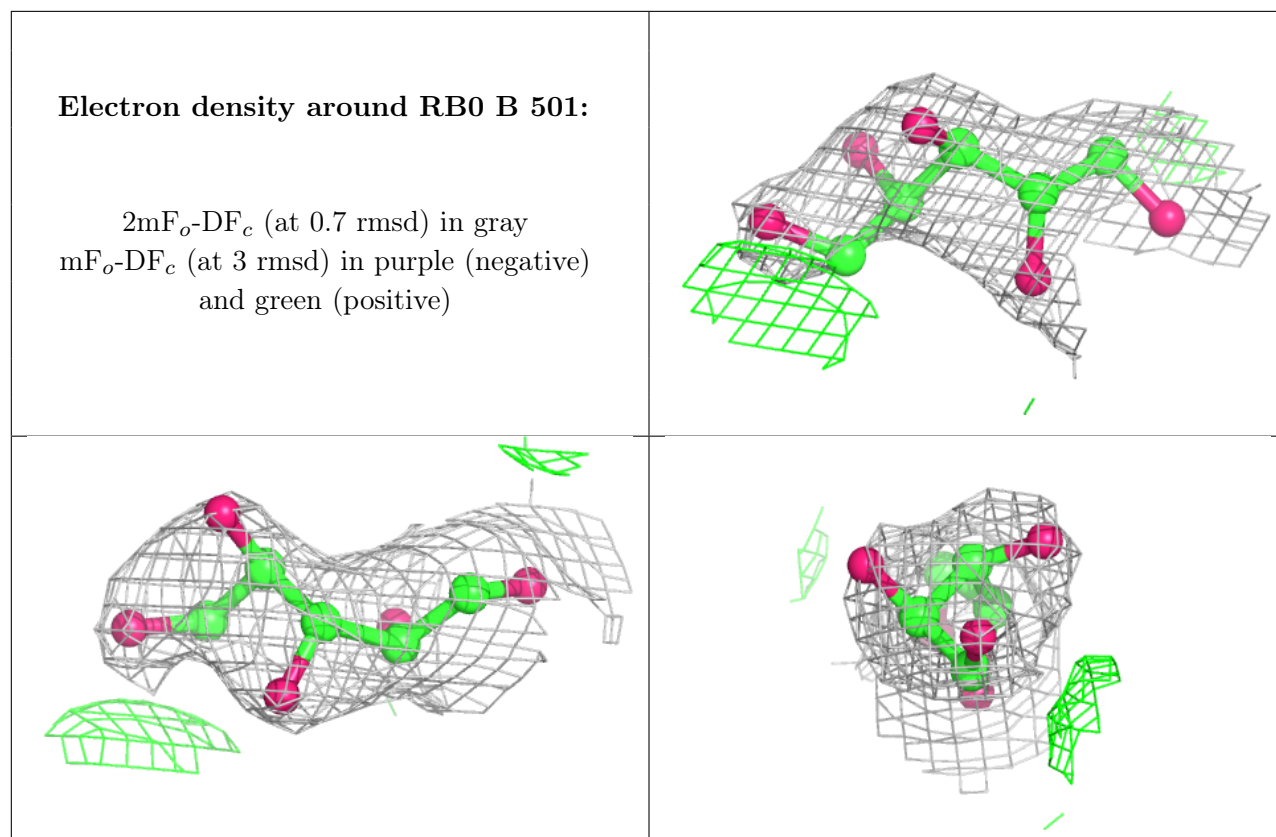 Electron density around RB0 B 501:
2mFo-DFc (at 0.7 rmsd) in gray
mFo-DFc (at 3 rmsd) in purple (negative)
and green (positive)